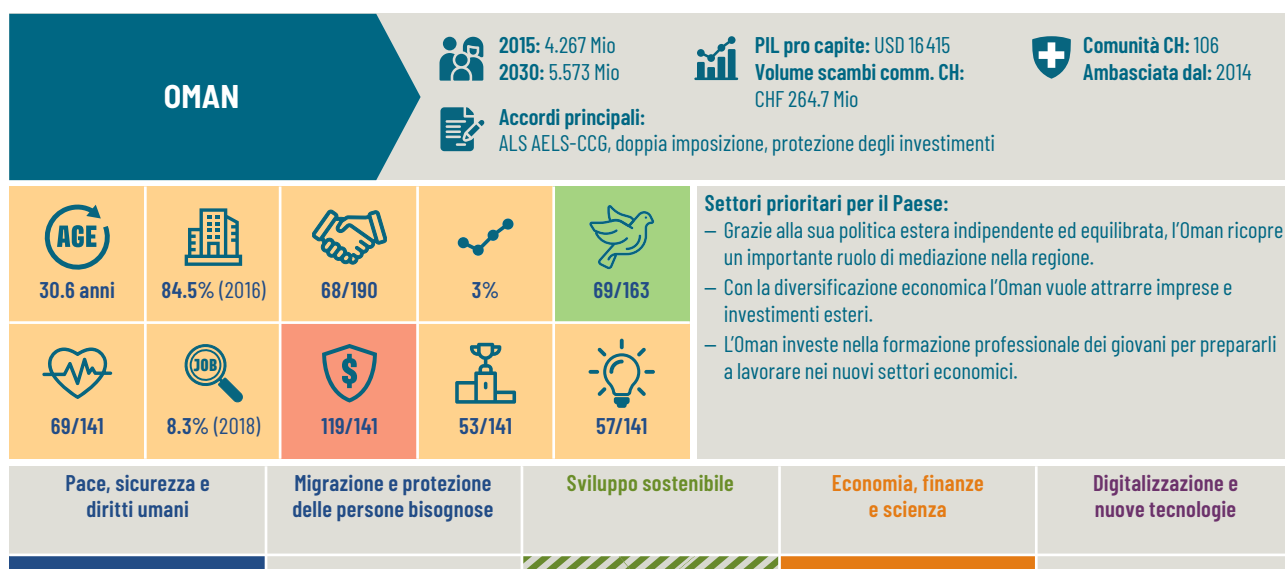 OMAN
2015: 4.267 Mio
2030: 5.573 Mio
PIL pro capite: USD 16 415
Volume scambi comm. CH:
CHF 264.7 Mio
Comunità CH: 106
Ambasciata dal: 2014
Accordi principali:
ALS AELS-CCG, doppia imposizione, protezione degli investimenti
AGE
30.6 anni
84.5% (2016)
68/190
3%
69/163
JOB
$
69/141
8.3% (2018)
119/141
53/141
57/141
Settori prioritari per il Paese:
– Grazie alla sua politica estera indipendente ed equilibrata, l’Oman ricopre
un importante ruolo di mediazione nella regione.
– Con la diversificazione economica l’Oman vuole attrarre imprese e
investimenti esteri.
– L’Oman investe nella formazione professionale dei giovani per prepararli
a lavorare nei nuovi settori economici.
Pace, sicurezza e
diritti umani
Migrazione e protezione
delle persone bisognose
Sviluppo sostenibile
Economia, finanze
e scienza
Digitalizzazione e
nuove tecnologie